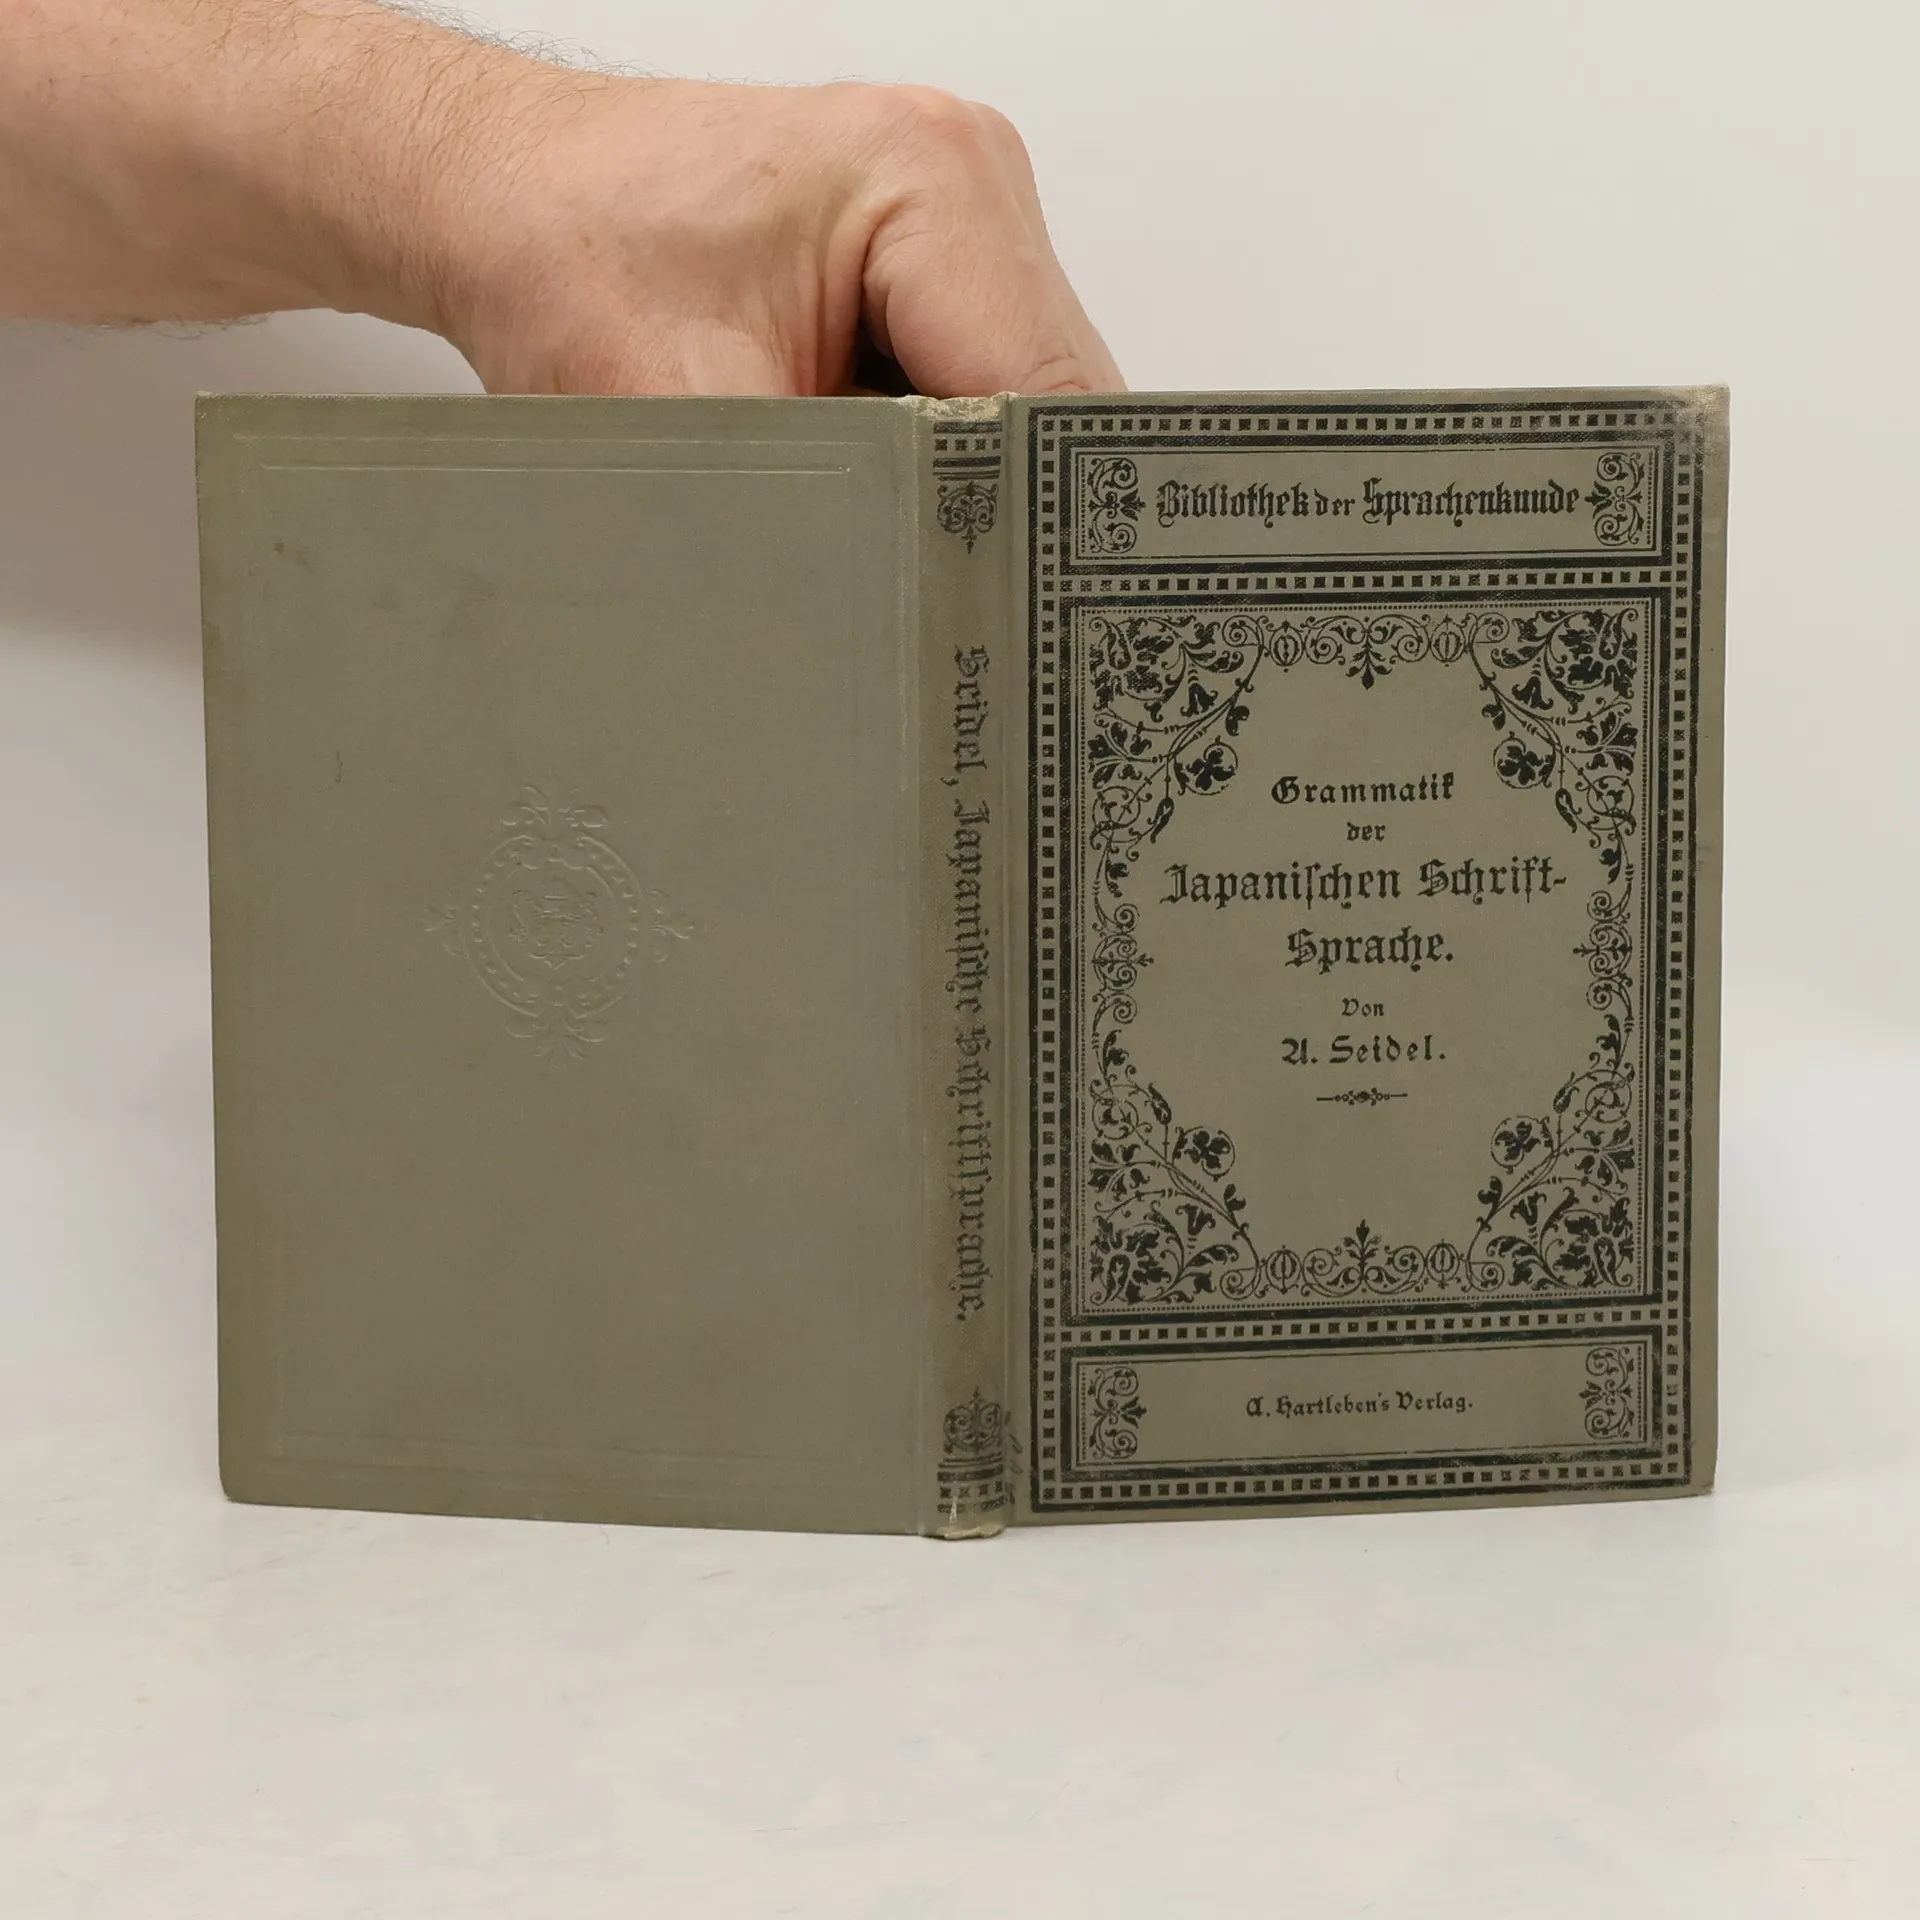 Seidel, Japaniſche Schriftſprache.
Bibliothek der Sprachenkunde
Grammatik
der
Japaniſchen Schrift-
Sprache.
Von
A. Seidel.
A. Hartleben's Verlag.